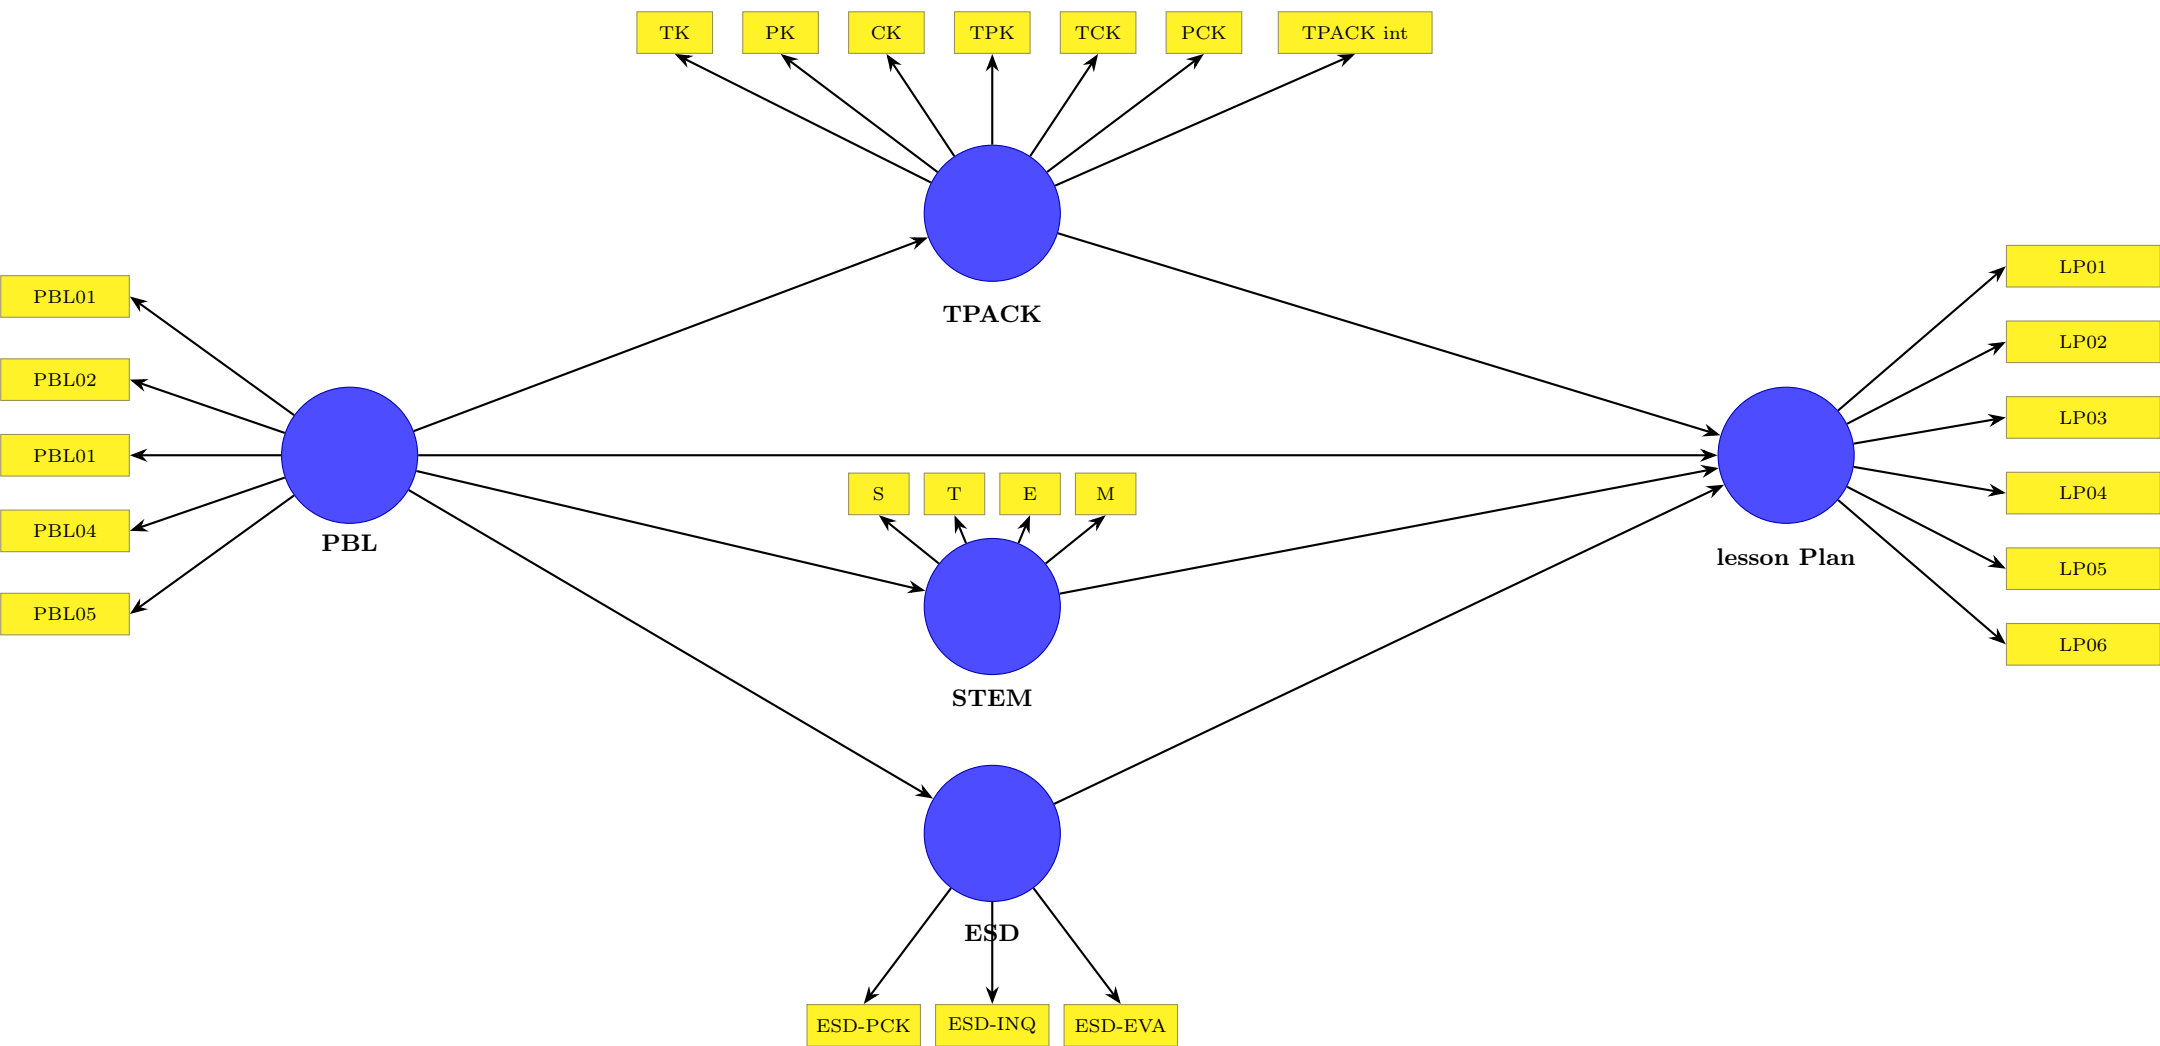 TK
PK
CK
TPK
TCK
PCK
TPACK int
TPACK
PBL01
PBL02
PBL01
PBL04
PBL05
PBL
S
T
E
M
STEM
LP01
LP02
LP03
LP04
LP05
LP06
lesson Plan
ESD
ESD-PCK
ESD-INQ
ESD-EVA